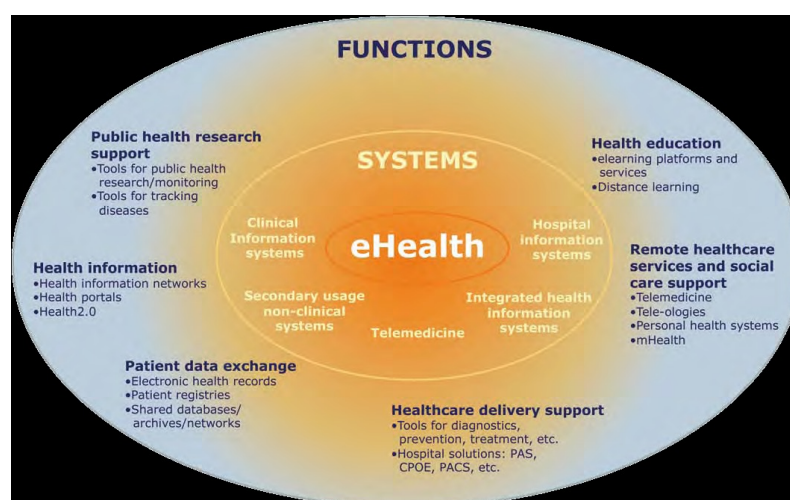 FUNCTIONS
Public health research
support
•Tools for public health
research/monitoring
•Tools for tracking
diseases
Health education
•elearning platforms and
services
•Distance learning
SYSTEMS
Clinical
Information
systems
eHealth
Hospital
information
systems
Secondary usage
non-clinical
systems
Telemedicine
Integrated health
information
systems
Health information
•Health information networks
•Health portals
•Health2.0
Remote healthcare
services and social
care support
•Telemedicine
•Tele-ologies
•Personal health systems
•mHealth
Patient data exchange
•Electronic health records
•Patient registries
•Shared databases/
archives/networks
Healthcare delivery support
•Tools for diagnostics,
prevention, treatment, etc.
•Hospital solutions: PAS,
CPOE, PACS, etc.